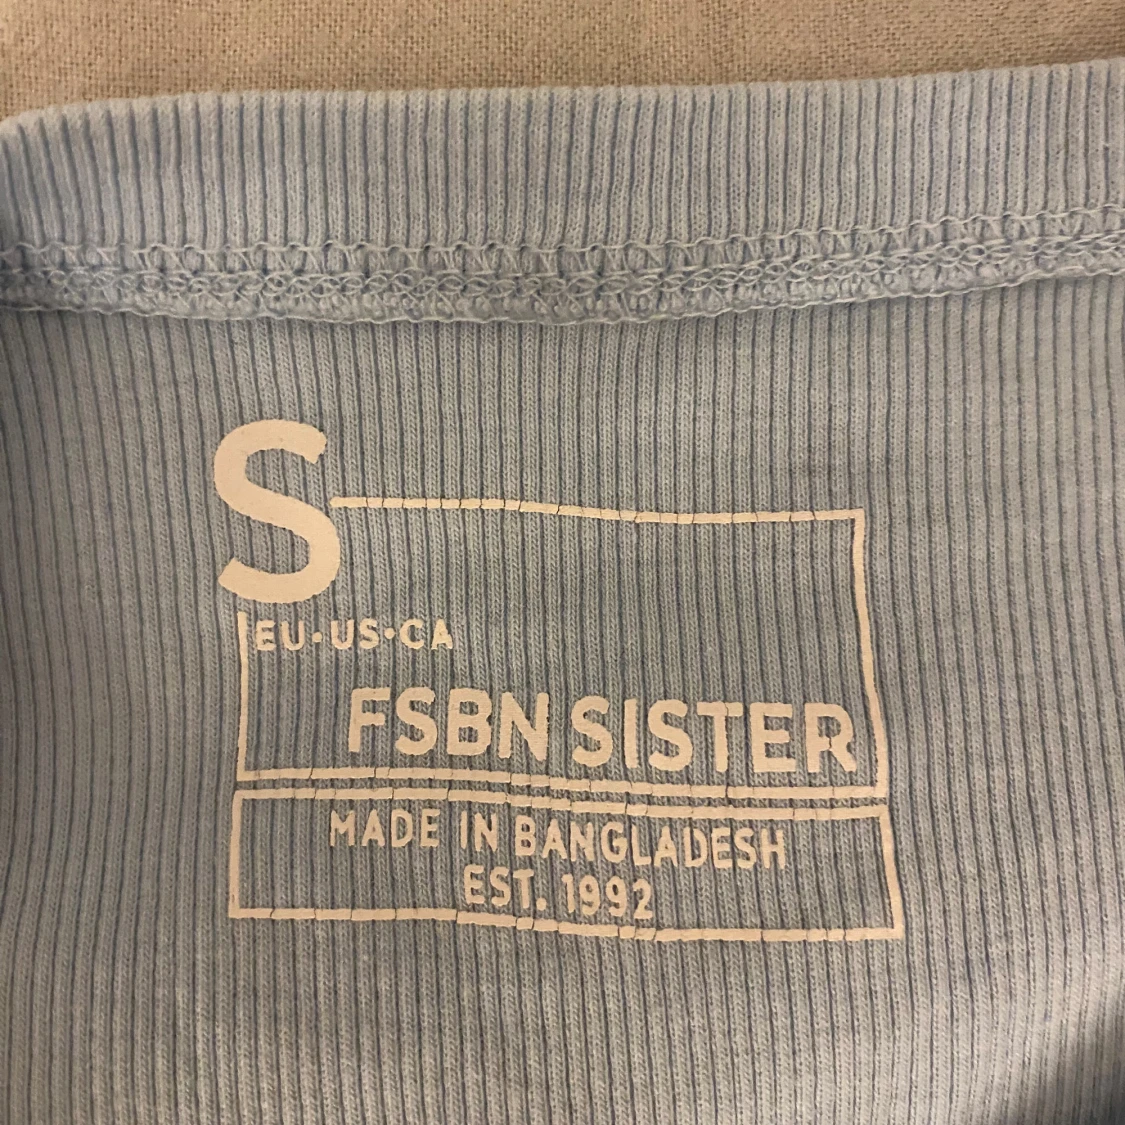 S
EU•US•CA
FSBN SISTER
MADE IN BANGLADESH
EST. 1992